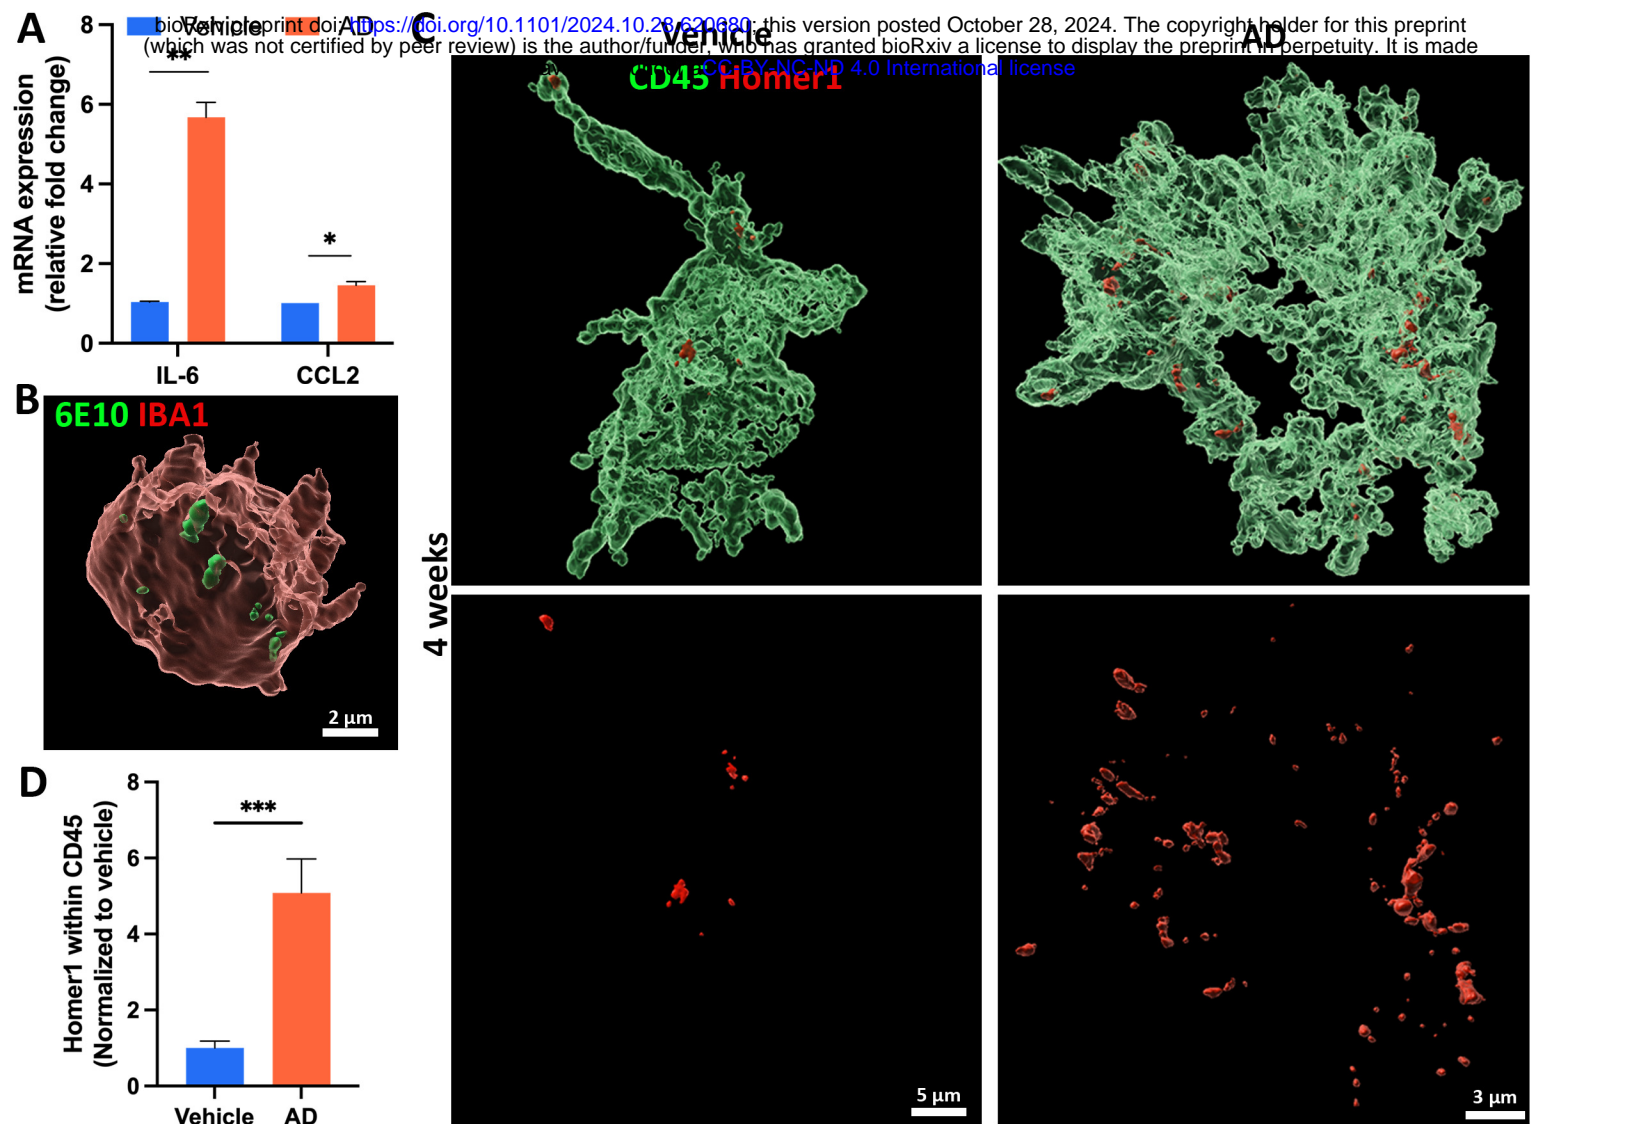 A
8
Vehicle
AD
bioRxiv preprint doi: https://doi.org/10.1101/2024.10.28.620680; this version posted October 28, 2024. The copyright holder for this preprint
(which was not certified by peer review) is the author/funder, who has granted bioRxiv a license to display the preprint in perpetuity. It is made
CC-BY-NC-ND 4.0 International license
**
6
4
*
2
0
mRNA expression
(relative fold change)
IL-6
CCL2
B
6E10 IBA1
2 µm
C
Vehicle
AD
CD45 Homer1
4 weeks
5 µm
3 µm
D
8
***
6
4
2
0
Homer1 within CD45
(Normalized to vehicle)
Vehicle
AD